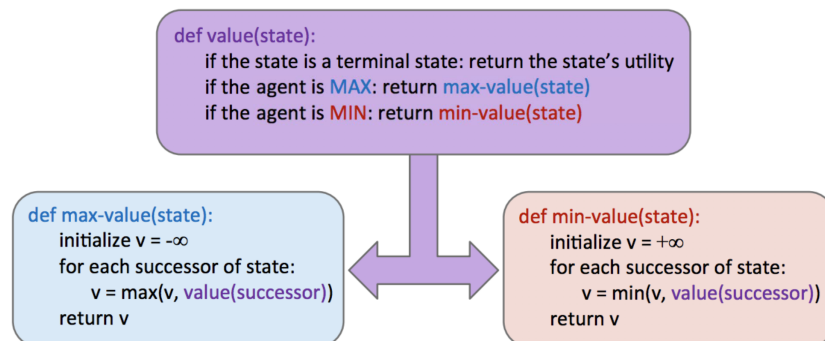 def value(state):
if the state is a terminal state: return the state's utility
if the agent is MAX: return max-value(state)
if the agent is MIN: return min-value(state)
def max-value(state):
initialize v = -∞
for each successor of state:
v = max(v, value(successor))
return v
def min-value(state):
initialize v = +∞
for each successor of state:
v = min(v, value(successor))
return v